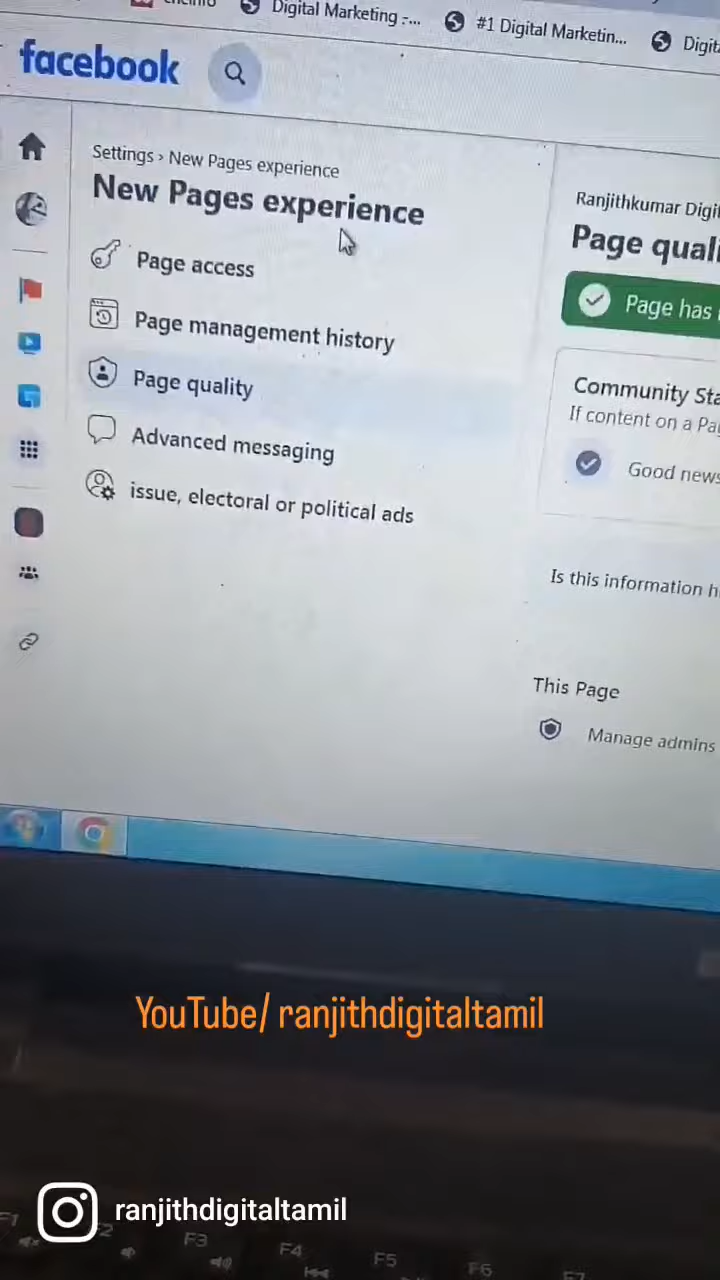 Digital Marketing -...
#1 Digital Marketin...
facebook
Settings › New Pages experience
New Pages experience
Page access
Page management history
Page quality
Advanced messaging
issue, electoral or political ads
Ranjithkumar
Page
Page has
Community
If content on a
Good news
Is this information
This Page
Manage admins
YouTube/ ranjithdigitaltamil
ranjithdigitaltamil
F3
F4
F5
F6